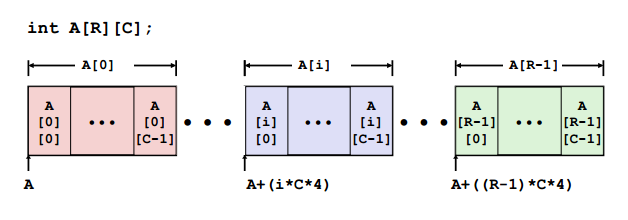 int A[R][C];
A[0] A[i] A[R-1]
A A A A A A
[0] ••• [0] • • • [i] ••• [i] • • • [R-1] ••• [R-1]
[0] [C-1] [0] [C-1] [0] [C-1]
A A+(i*C*4) A+((R-1)*C*4)